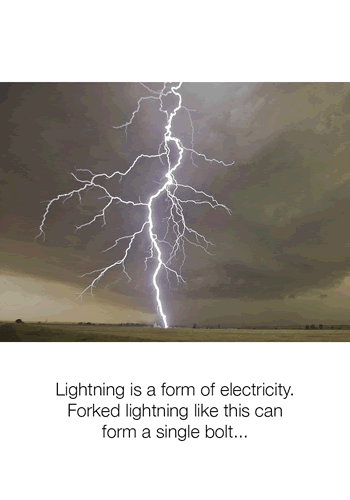 Lightning is a form of electricity.
Forked lightning like this can
form a single bolt...